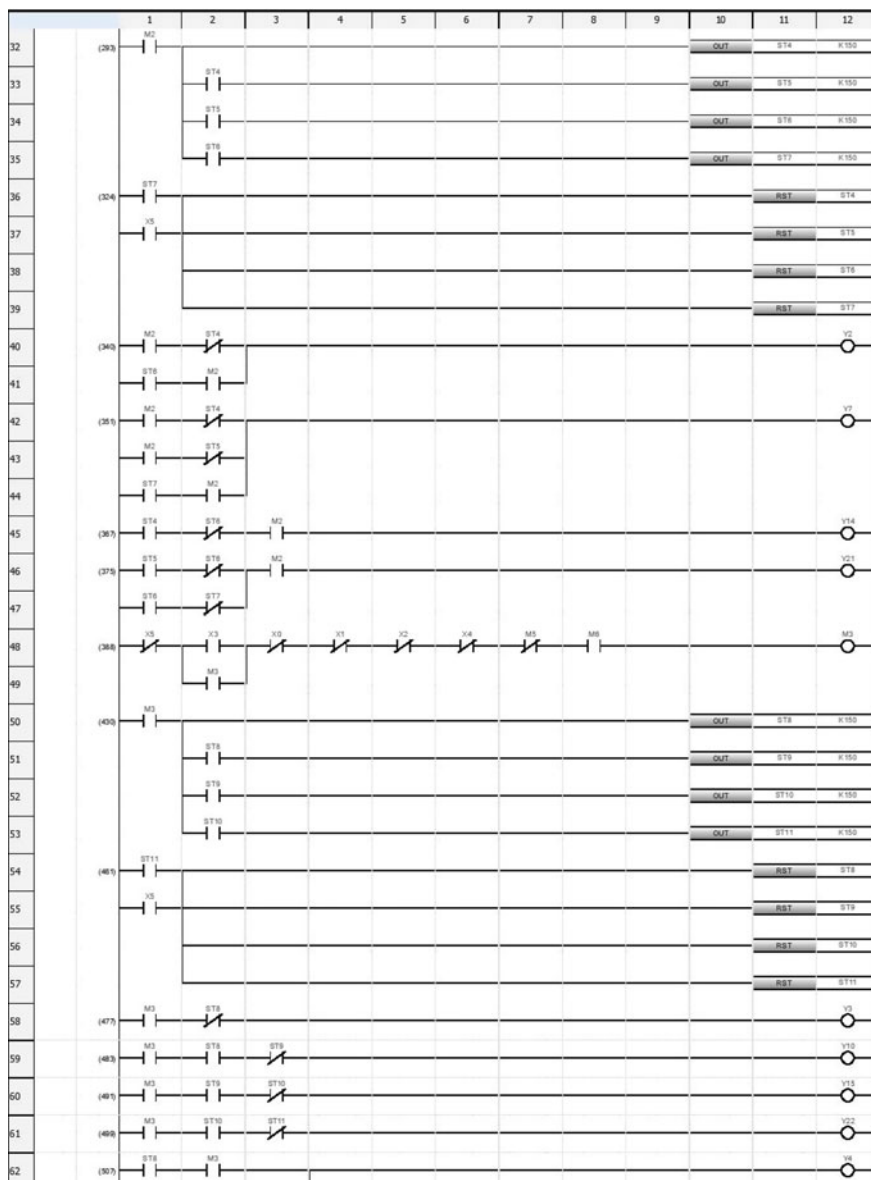 1 2 3 4 5 6 7 8 9 10 11 12
M2
32 (293) OUT ST4 K150
ST4
33 OUT ST5 K150
ST5
34 OUT ST6 K150
ST6
35 OUT ST7 K150
ST7
36 (324) RST ST4
X5
37 RST ST5
38 RST ST6
39 RST ST7
M2 ST4 Y2
40 (340)
ST6 M2
41
M2 ST4 Y7
42 (351)
M2 ST5
43
ST7 M2
44
ST4 ST6 M2 Y14
45 (367)
ST5 ST6 M2 Y21
46 (375)
ST6 ST7
47
X5 X3 X0 X1 X2 X4 M5 M6 M3
48 (388)
M3
49
M3
50 (430) OUT ST8 K150
ST8
51 OUT ST9 K150
ST9
52 OUT ST10 K150
ST10
53 OUT ST11 K150
ST11
54 (461) RST ST8
X5
55 RST ST9
56 RST ST10
57 RST ST11
M3 ST8 Y3
58 (477)
M3 ST8 ST9 Y10
59 (483)
M3 ST9 ST10 Y15
60 (491)
M3 ST10 ST11 Y22
61 (499)
ST8 M3 Y4
62 (507)